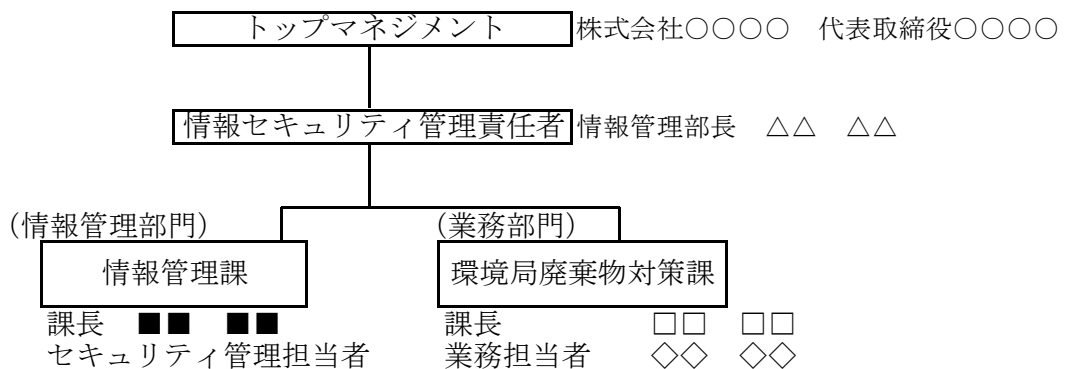 トップマネジメント 株式会社○○○○ 代表取締役○○○○
情報セキュリティ管理責任者 情報管理部長 △△ △△
(情報管理部門) (業務部門)
情報管理課 環境局廃棄物対策課
課長 ■■ ■■ 課長 □□ □□
セキュリティ管理担当者 業務担当者 ◇◇ ◇◇